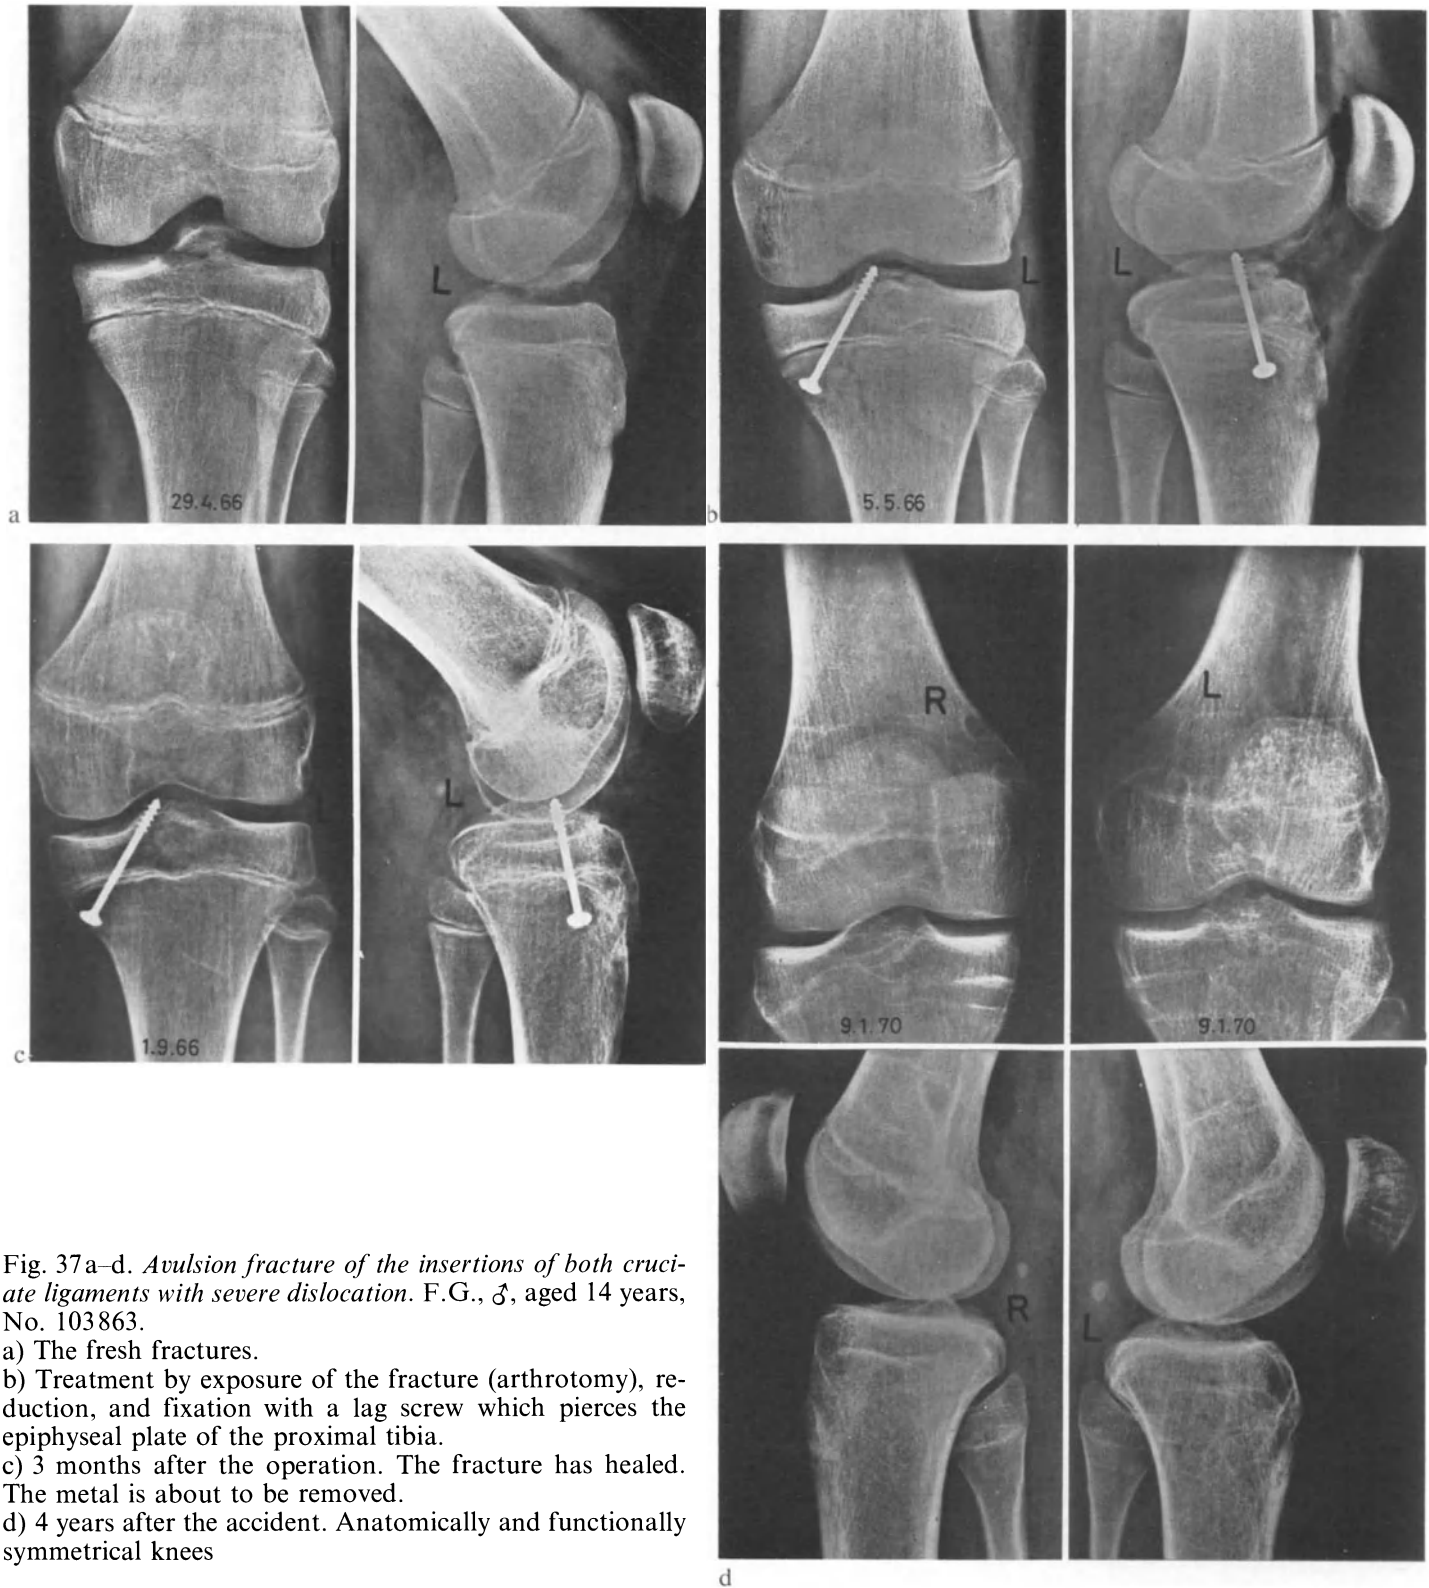 L
29.4.66
a
L
L
5.5.66
b
L
1.9.66
c
R
L
9.1.70
9.1.70
R
L
d
Fig. 37a–d. Avulsion fracture of the insertions of both cruci-
ate ligaments with severe dislocation. F.G., ♂, aged 14 years,
No. 103863.
a) The fresh fractures.
b) Treatment by exposure of the fracture (arthrotomy), re-
duction, and fixation with a lag screw which pierces the
epiphyseal plate of the proximal tibia.
c) 3 months after the operation. The fracture has healed.
The metal is about to be removed.
d) 4 years after the accident. Anatomically and functionally
symmetrical knees